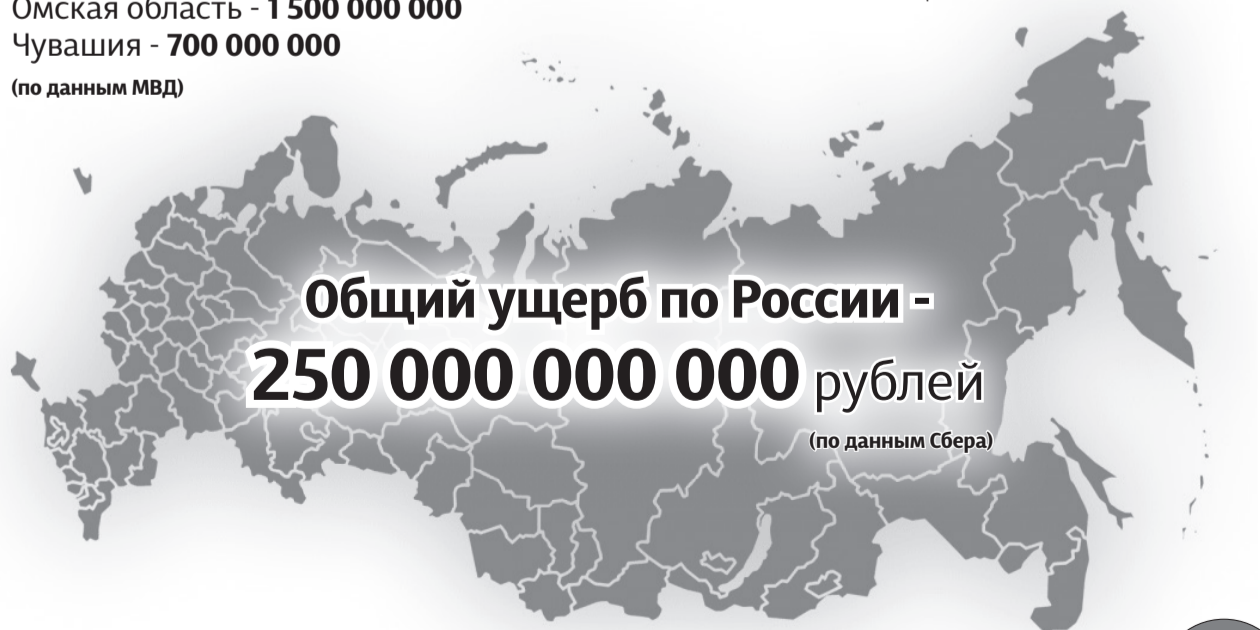 Омская область - 1 500 000 000
Чувашия - 700 000 000
(по данным МВД)
Общий ущерб по России -
250 000 000 000 рублей
(по данным Сбера)